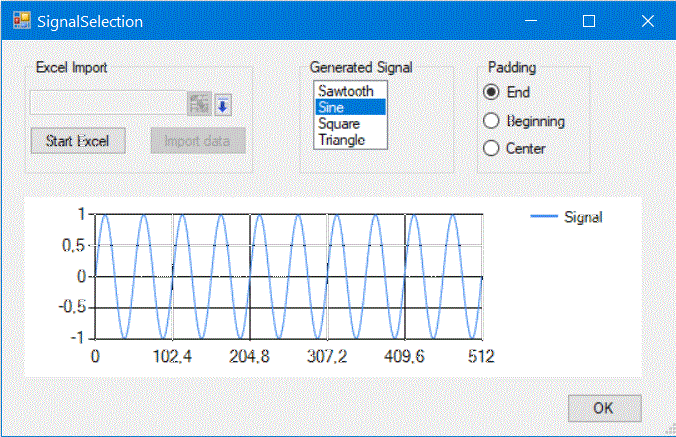 SignalSelection
Excel Import
Start Excel
Import data
Generated Signal
Sawtooth
Sine
Square
Triangle
Padding
End
Beginning
Center
1
0,5
0
-0,5
-1
0 102,4 204,8 307,2 409,6 512
Signal
OK